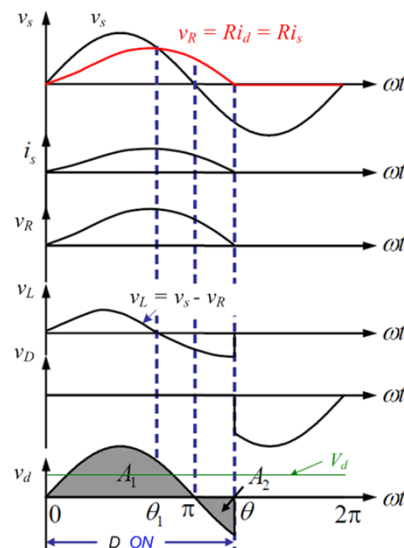 v_s v_s v_R = Ri_d = Ri_s
ωt
i_s
ωt
v_R
ωt
v_L v_L = v_s - v_R
ωt
v_D
ωt
v_d A_1 A_2 V_d
ωt
0 θ_1 π θ 2π
D ON